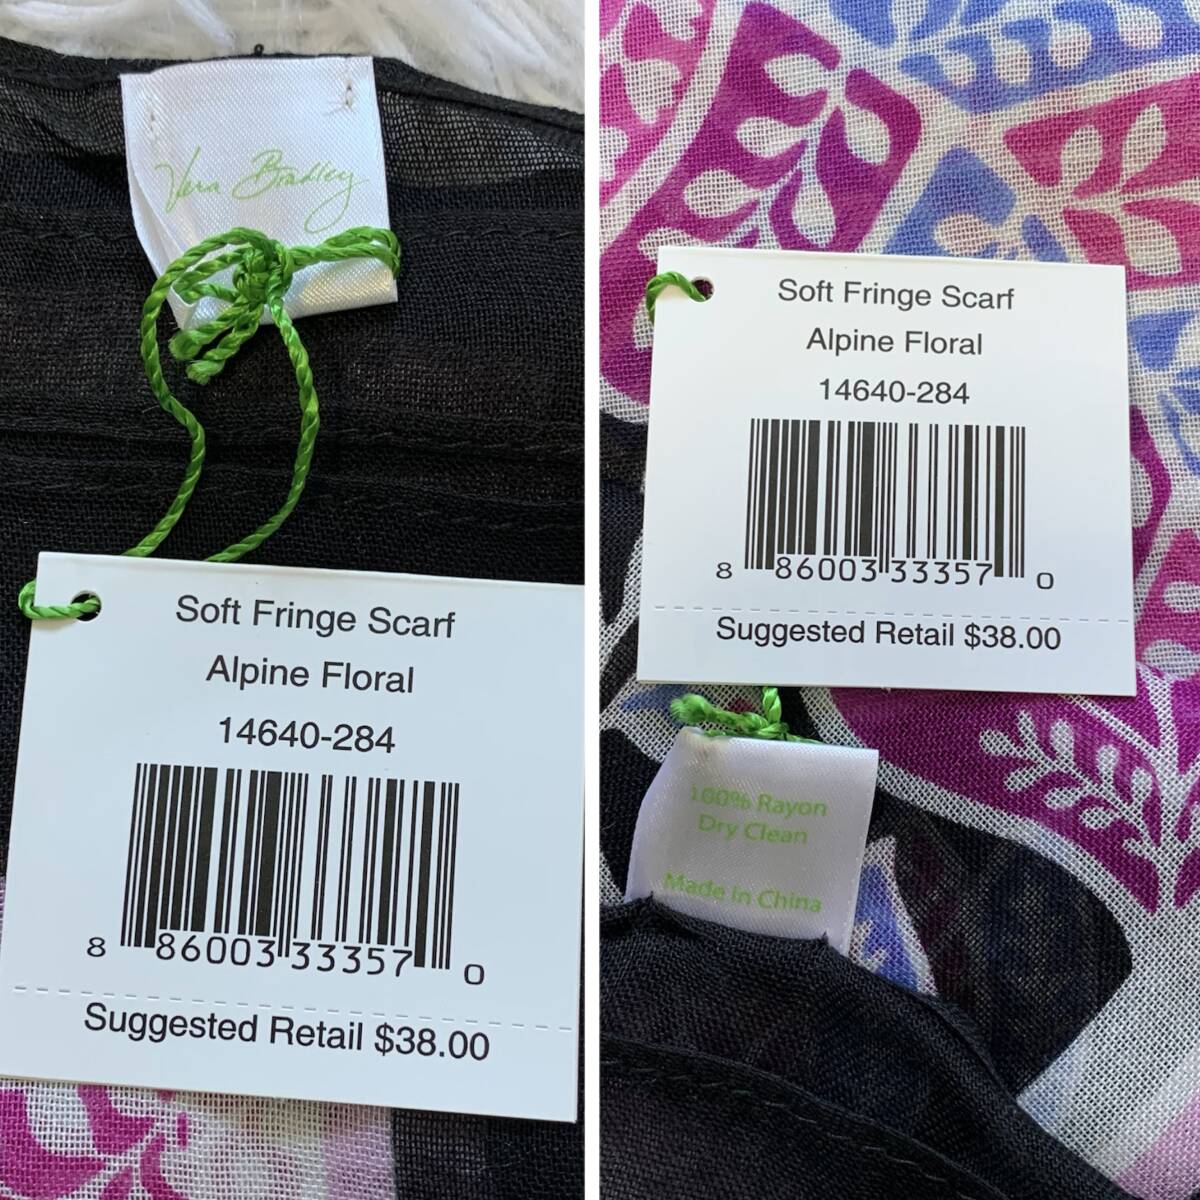 Vera Bradley
Soft Fringe Scarf
Alpine Floral
14640-284
8 86003 33357 0
Suggested Retail $38.00
Soft Fringe Scarf
Alpine Floral
14640-284
8 86003 33357 0
Suggested Retail $38.00
100% Rayon
Dry Clean
Made in China